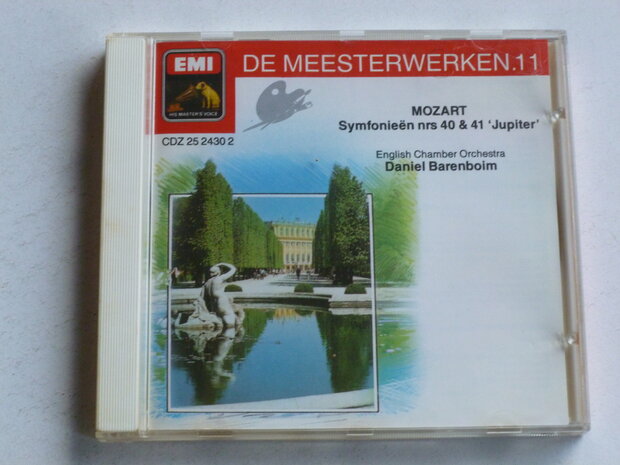 EMI
HIS MASTER'S VOICE
DE MEESTERWERKEN.11
CDZ 25 2430 2
MOZART
Symfonieën nrs 40 & 41 ‘Jupiter’
English Chamber Orchestra
Daniel Barenboim